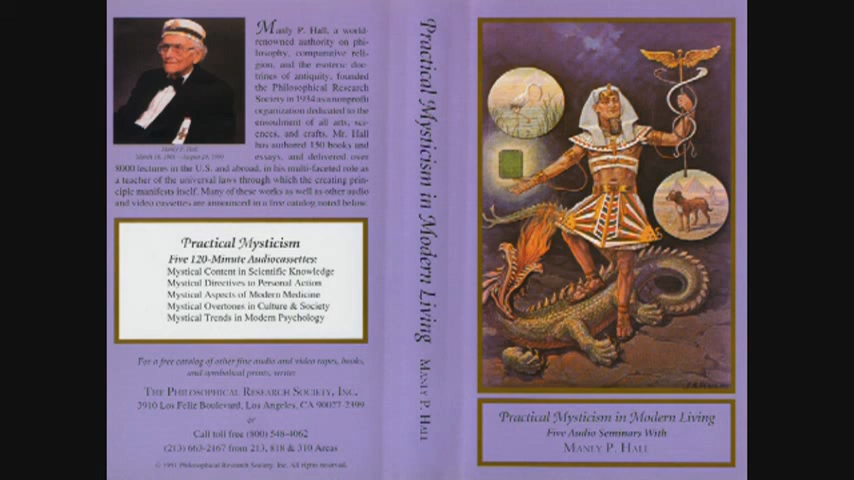 Manly P. Hall, a world-
renowned authority on phi-
losophy, comparative reli-
gion, and the esoteric doc-
trines of antiquity, founded
the Philosophical Research
Society in 1934 as a nonprofit
organization dedicated to the
ensoulment of all arts, sci-
ences, and crafts. Mr. Hall
has authored 150 books and
essays, and delivered over
8000 lectures in the U.S. and abroad, in his multi-faceted role as
a teacher of the universal laws through which the creating prin-
ciple manifests itself. Many of these works as well as other audio
and video cassettes are announced in a free catalog noted below.
Manly P. Hall
Practical Mysticism
Five 120-Minute Audiocassettes:
Mystical Content in Scientific Knowledge
Mystical Directives to Personal Action
Mystical Aspects of Modern Medicine
Mystical Overtones in Culture & Society
Mystical Trends in Modern Psychology
For a free catalog of other fine audio and video tapes, books,
and symbolical prints, write:
THE PHILOSOPHICAL RESEARCH SOCIETY, INC.
3910 Los Feliz Boulevard, Los Angeles, CA 90027-2399
or
Call toll free (800) 548-4062
(213) 663-2167 from 213, 818 & 310 Areas
© 1991 Philosophical Research Society, Inc. All rights reserved.
Practical Mysticism in Modern Living MANLY P. HALL
Practical Mysticism in Modern Living
Five Audio Seminars With
MANLY P. HALL